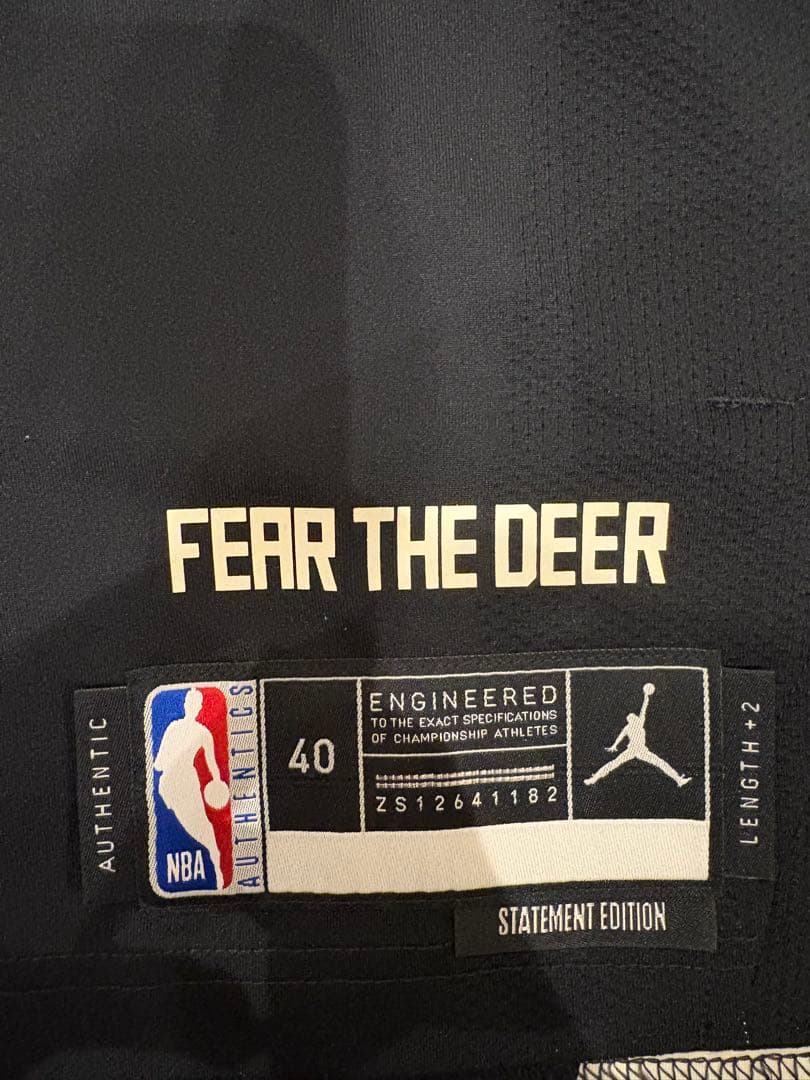 FEAR THE DEER
AUTHENTIC
NBA
AUTHENTICS
40
ENGINEERED
TO THE EXACT SPECIFICATIONS
OF CHAMPIONSHIP ATHLETES
ZS12641182
LENGTH +2
STATEMENT EDITION